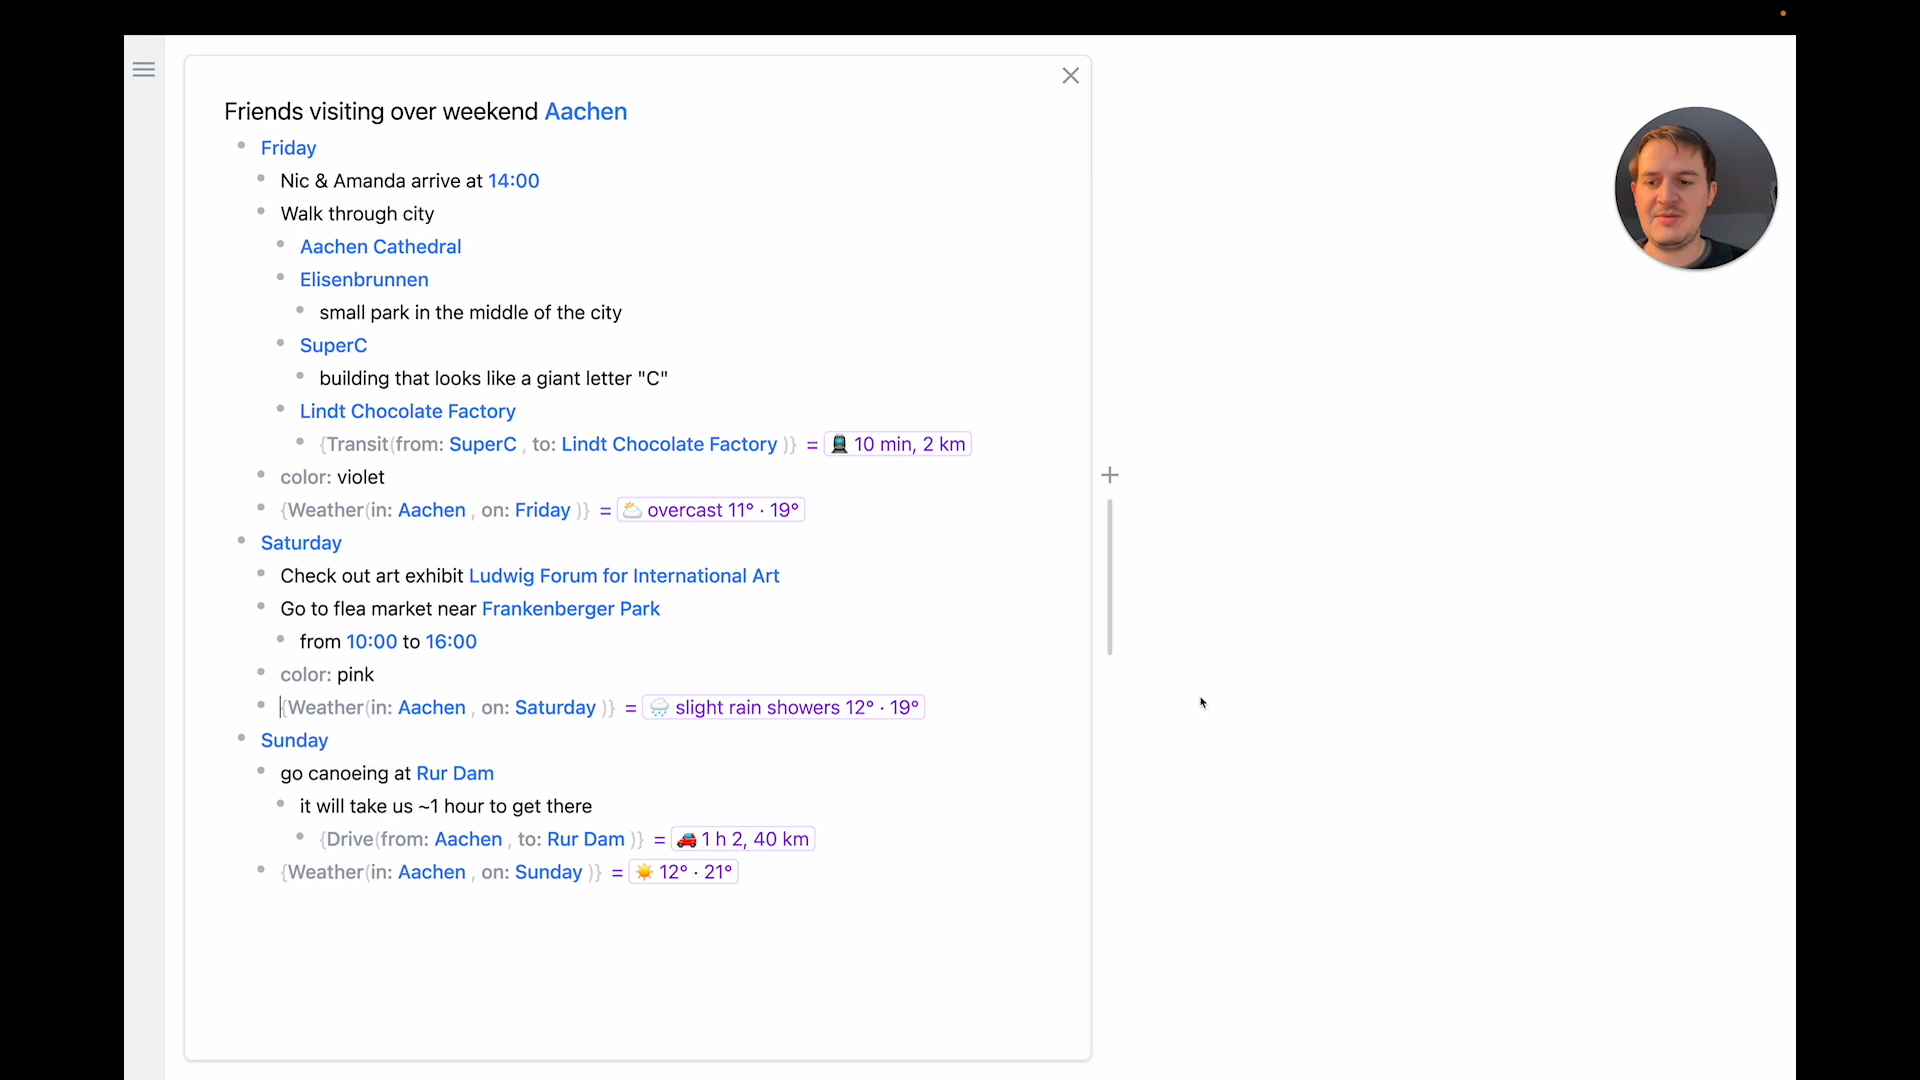 Friends visiting over weekend Aachen
Friday
Nic & Amanda arrive at 14:00
Walk through city
Aachen Cathedral
Elisenbrunnen
small park in the middle of the city
SuperC
building that looks like a giant letter "C"
Lindt Chocolate Factory
{Transit(from: SuperC , to: Lindt Chocolate Factory )} = 10 min, 2 km
color: violet
{Weather(in: Aachen , on: Friday )} = overcast 11° · 19°
Saturday
Check out art exhibit Ludwig Forum for International Art
Go to flea market near Frankenberger Park
from 10:00 to 16:00
color: pink
{Weather(in: Aachen , on: Saturday )} = slight rain showers 12° · 19°
Sunday
go canoeing at Rur Dam
it will take us ~1 hour to get there
{Drive(from: Aachen , to: Rur Dam )} = 1 h 2, 40 km
{Weather(in: Aachen , on: Sunday )} = 12° · 21°